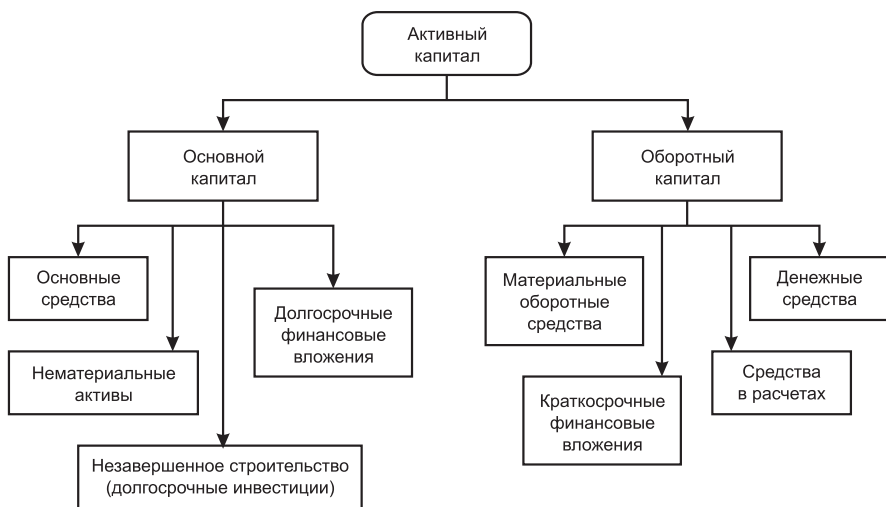 Активный
капитал
Основной
капитал
Оборотный
капитал
Основные
средства
Нематериальные
активы
Незавершенное строительство
(долгосрочные инвестиции)
Долгосрочные
финансовые
вложения
Материальные
оборотные
средства
Краткосрочные
финансовые
вложения
Средства
в расчетах
Денежные
средства